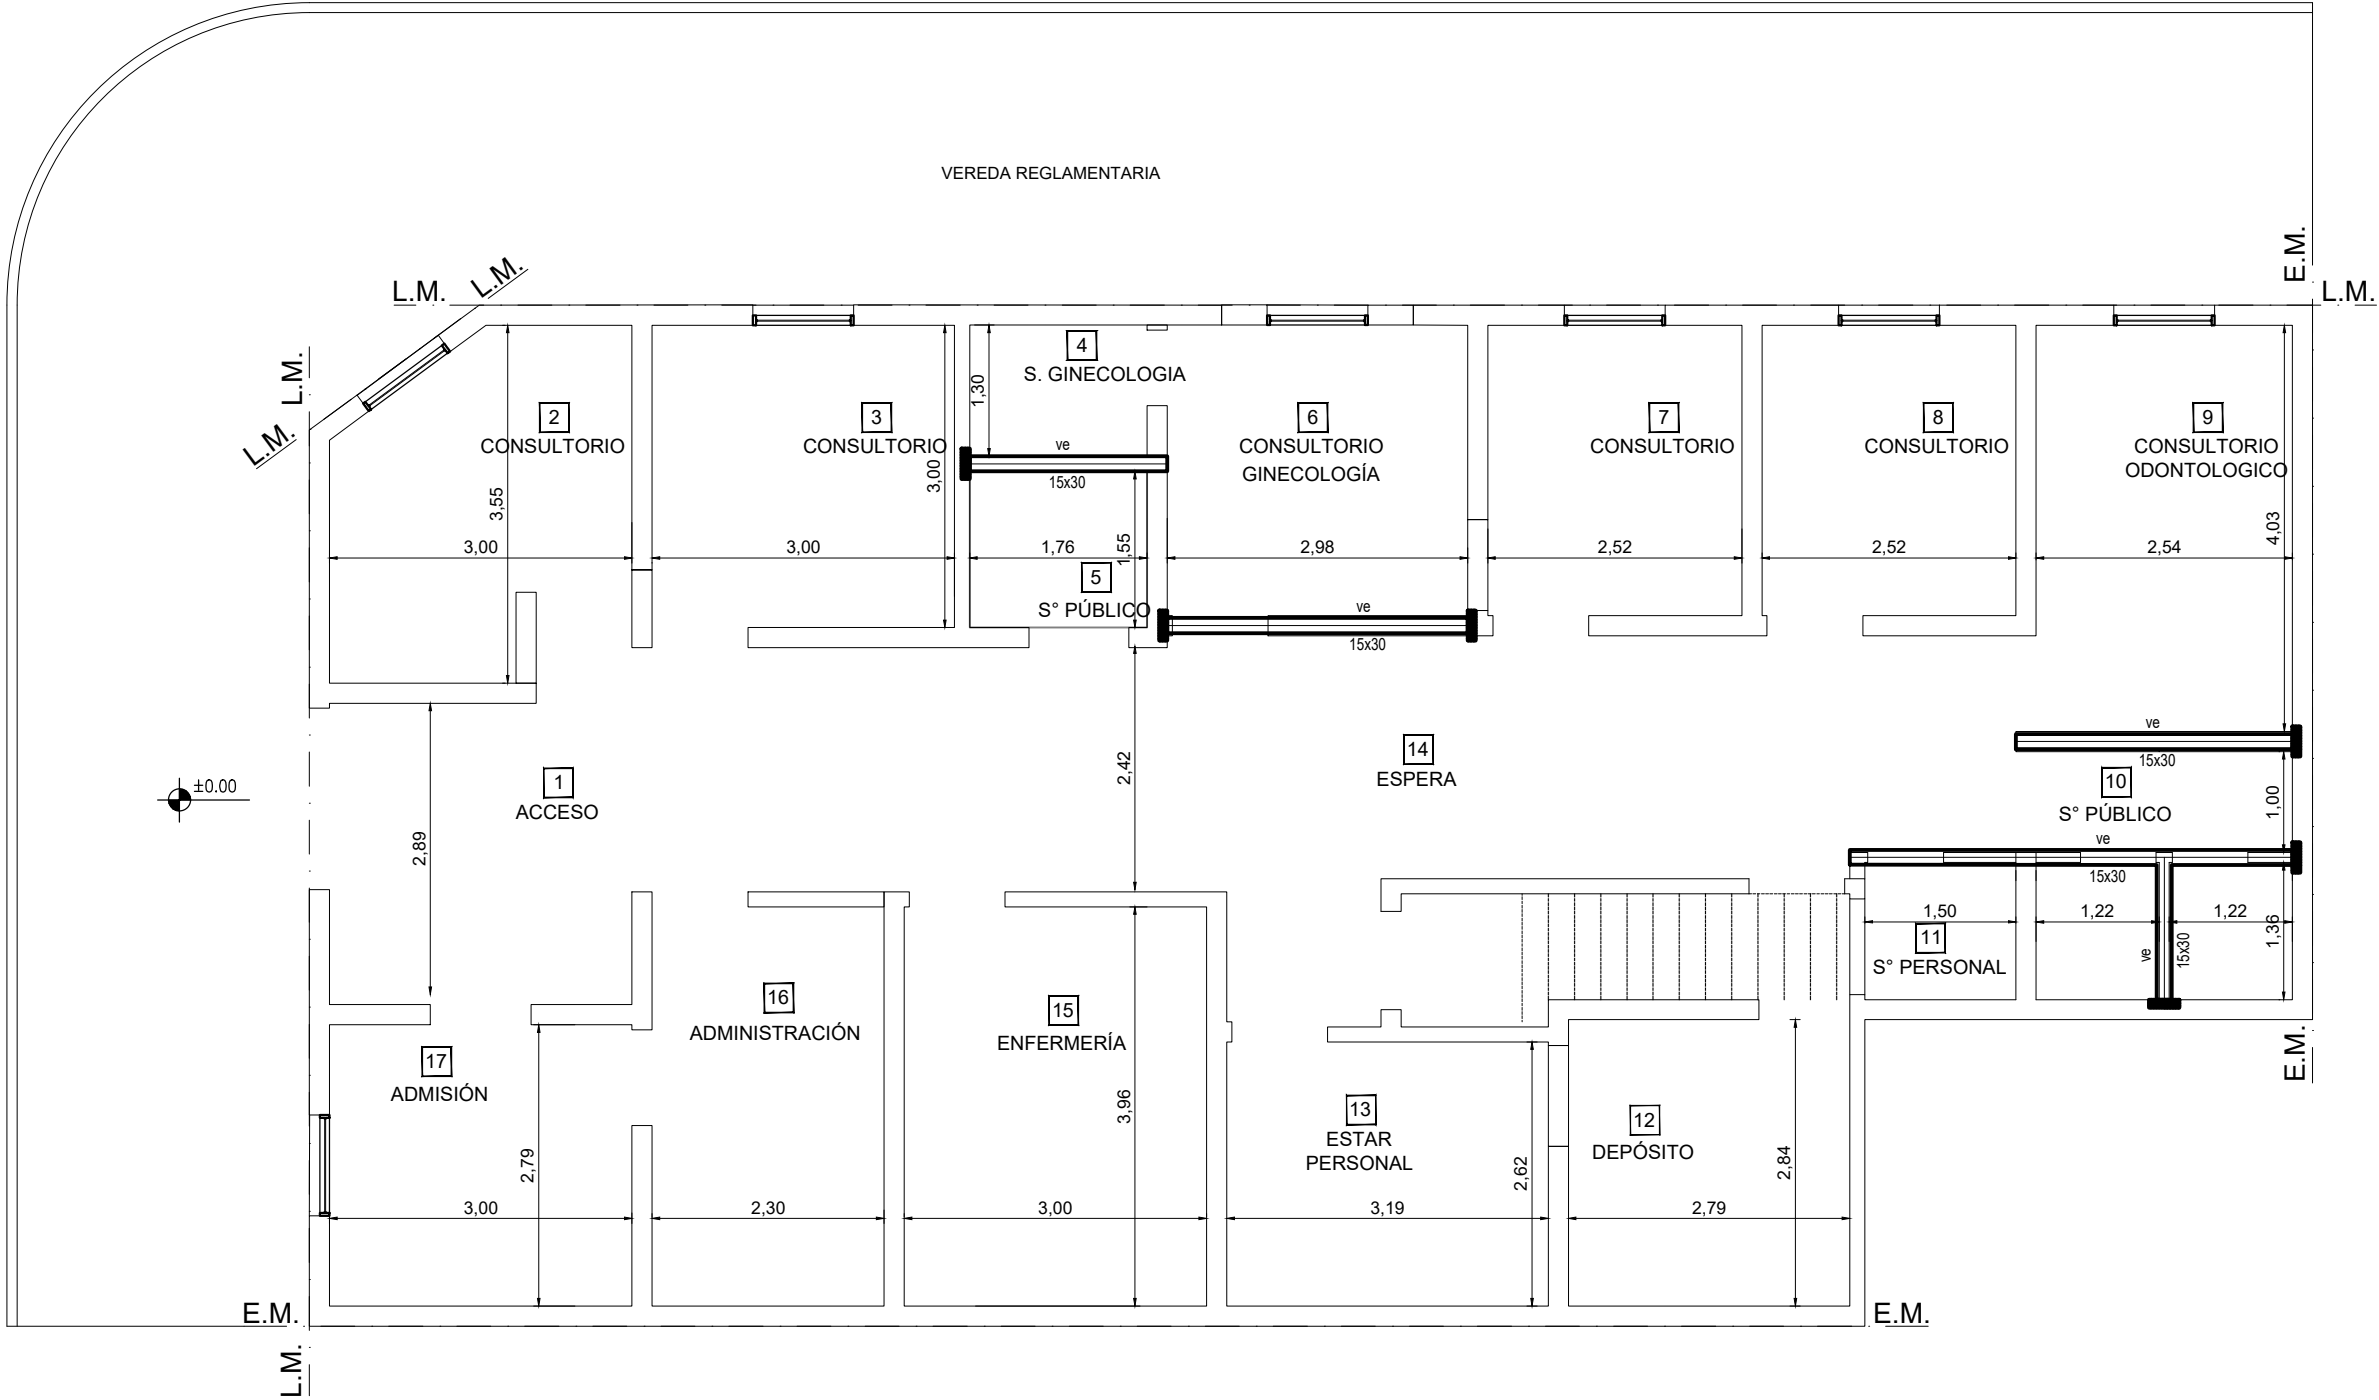 VEREDA REGLAMENTARIA
E.M.
L.M.
L.M.
L.M.
L.M.
L.M.
4
S. GINECOLOGIA
1,30
2
CONSULTORIO
3
CONSULTORIO
6
CONSULTORIO
GINECOLOGÍA
7
CONSULTORIO
8
CONSULTORIO
9
CONSULTORIO
ODONTOLOGICO
ve
15x30
3,55
3,00
4,03
3,00
3,00
1,76
1,55
2,98
2,52
2,52
2,54
5
S° PÚBLICO
ve
15x30
±0.00
1
ACCESO
2,89
2,42
14
ESPERA
ve
15x30
10
S° PÚBLICO
1,00
ve
15x30
1,50
1,22
1,22
1,36
11
S° PERSONAL
ve
15x30
16
ADMINISTRACIÓN
15
ENFERMERÍA
17
ADMISIÓN
13
ESTAR
PERSONAL
12
DEPÓSITO
E.M.
2,79
3,96
2,62
2,84
3,00
2,30
3,00
3,19
2,79
E.M.
E.M.
L.M.